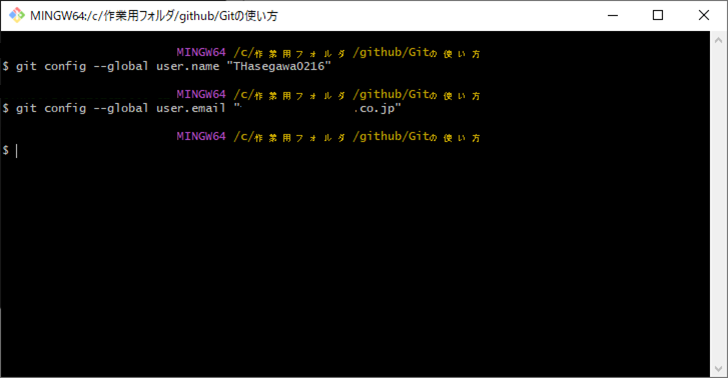 MINGW64:/c/作業用フォルダ/github/Gitの使い方
MINGW64 /c/作業用フォルダ/github/Gitの使い方
$ git config --global user.name "THasegawa0216"
MINGW64 /c/作業用フォルダ/github/Gitの使い方
$ git config --global user.email " .co.jp"
MINGW64 /c/作業用フォルダ/github/Gitの使い方
$